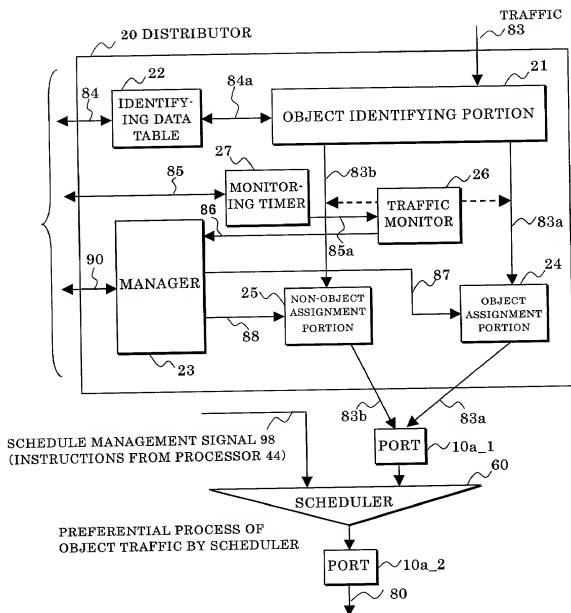 TRAFFIC
83
20 DISTRIBUTOR
22
84
84a
21
IDENTIFY-
ING DATA
TABLE
OBJECT IDENTIFYING PORTION
27
83b
26
85
MONITOR-
ING TIMER
TRAFFIC
MONITOR
86
85a
83a
90
MANAGER
87
24
25
NON-OBJECT
ASSIGNMENT
PORTION
OBJECT
ASSIGNMENT
PORTION
88
23
83b
83a
SCHEDULE MANAGEMENT SIGNAL 98
(INSTRUCTIONS FROM PROCESSOR 44)
PORT
10a_1
60
SCHEDULER
PREFERENTIAL PROCESS OF
OBJECT TRAFFIC BY SCHEDULER
PORT
10a_2
80